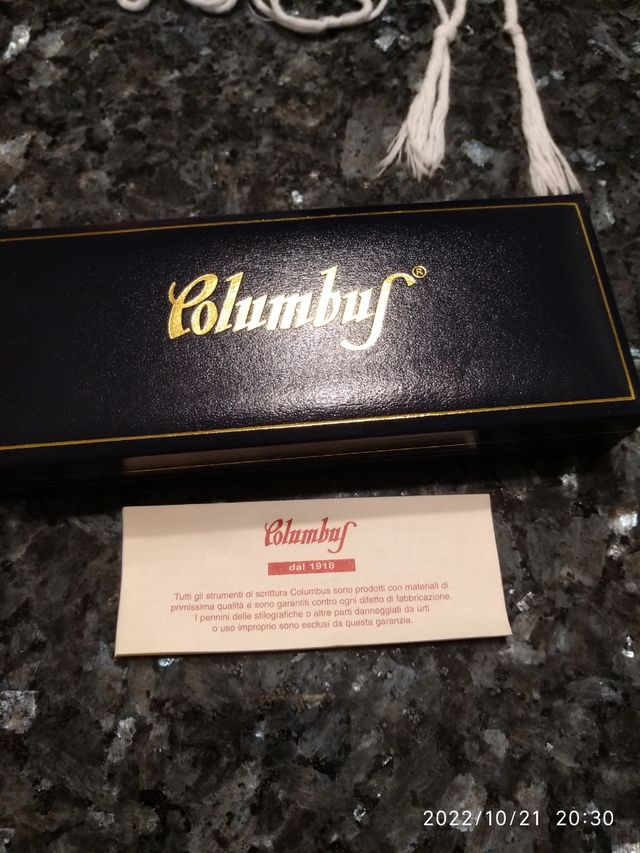 Columbus®
Columbus
dal 1918
Tutti gli strumenti di scrittura Columbus sono prodotti con materiali di
primissima qualità e sono garantiti contro ogni difetto di fabbricazione.
I pennini delle stilografiche o altre parti danneggiati da urti
o uso improprio sono esclusi da questa garanzia.
2022/10/21 20:30